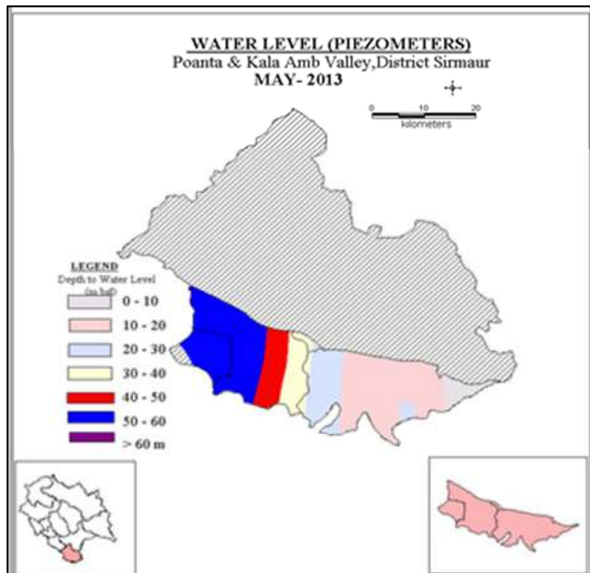 WATER LEVEL (PIEZOMETERS)
Poanta & Kala Amb Valley,District Sirmaur
MAY- 2013
0 10 20
kilometers
LEGEND
Depth to Water Level
(m bgl)
0 - 10
10 - 20
20 - 30
30 - 40
40 - 50
50 - 60
> 60 m